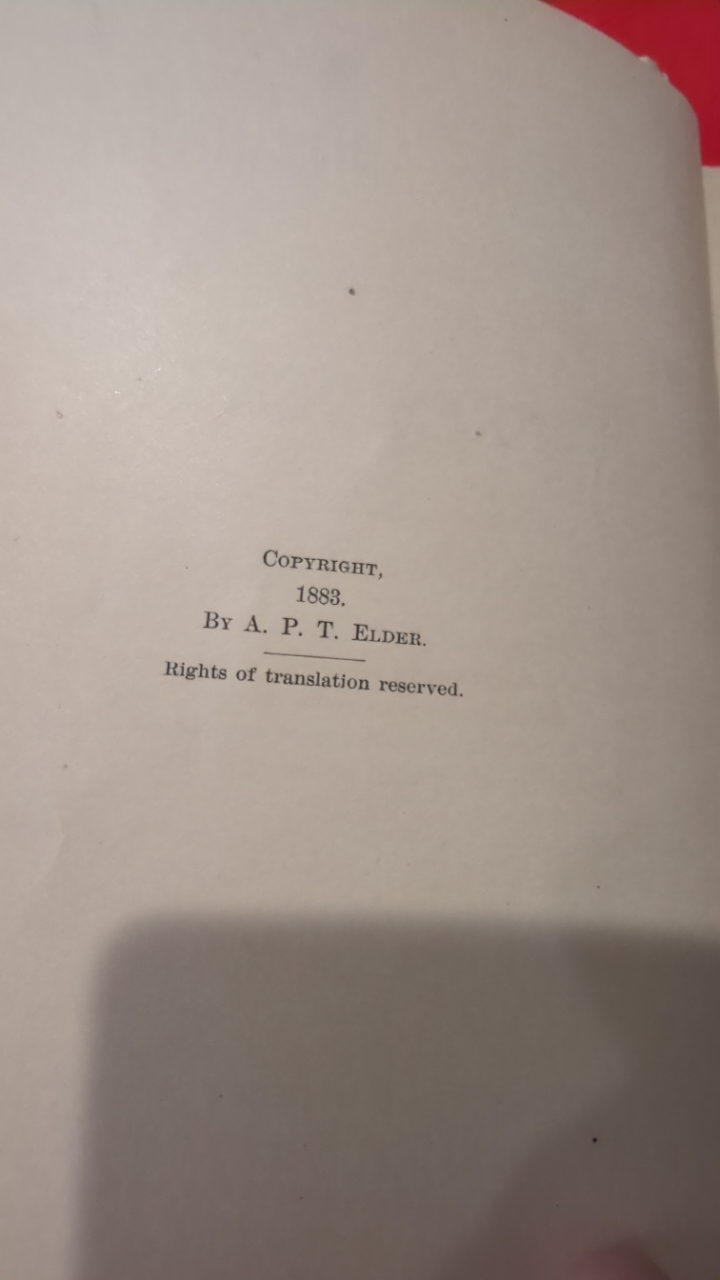 COPYRIGHT,
1883.
BY A. P. T. ELDER.
Rights of translation reserved.